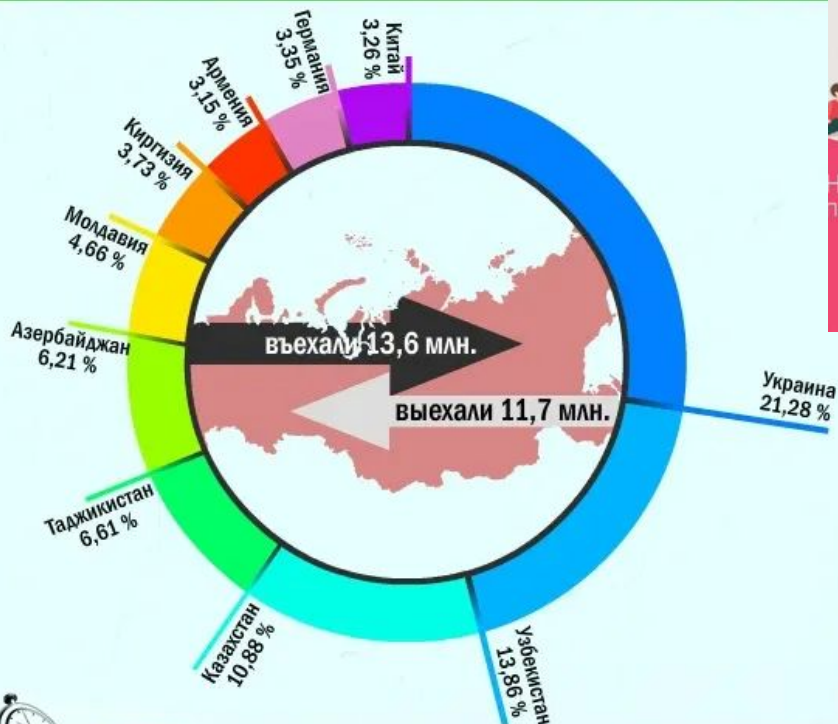 Китай
3,26 %
Германия
3,35 %
Армения
3,15 %
Киргизия
3,73 %
Молдавия
4,66 %
Азербайджан
6,21 %
Таджикистан
6,61 %
Казахстан
10,88 %
Узбекистан
13,86 %
Украина
21,28 %
въехали 13,6 млн.
выехали 11,7 млн.